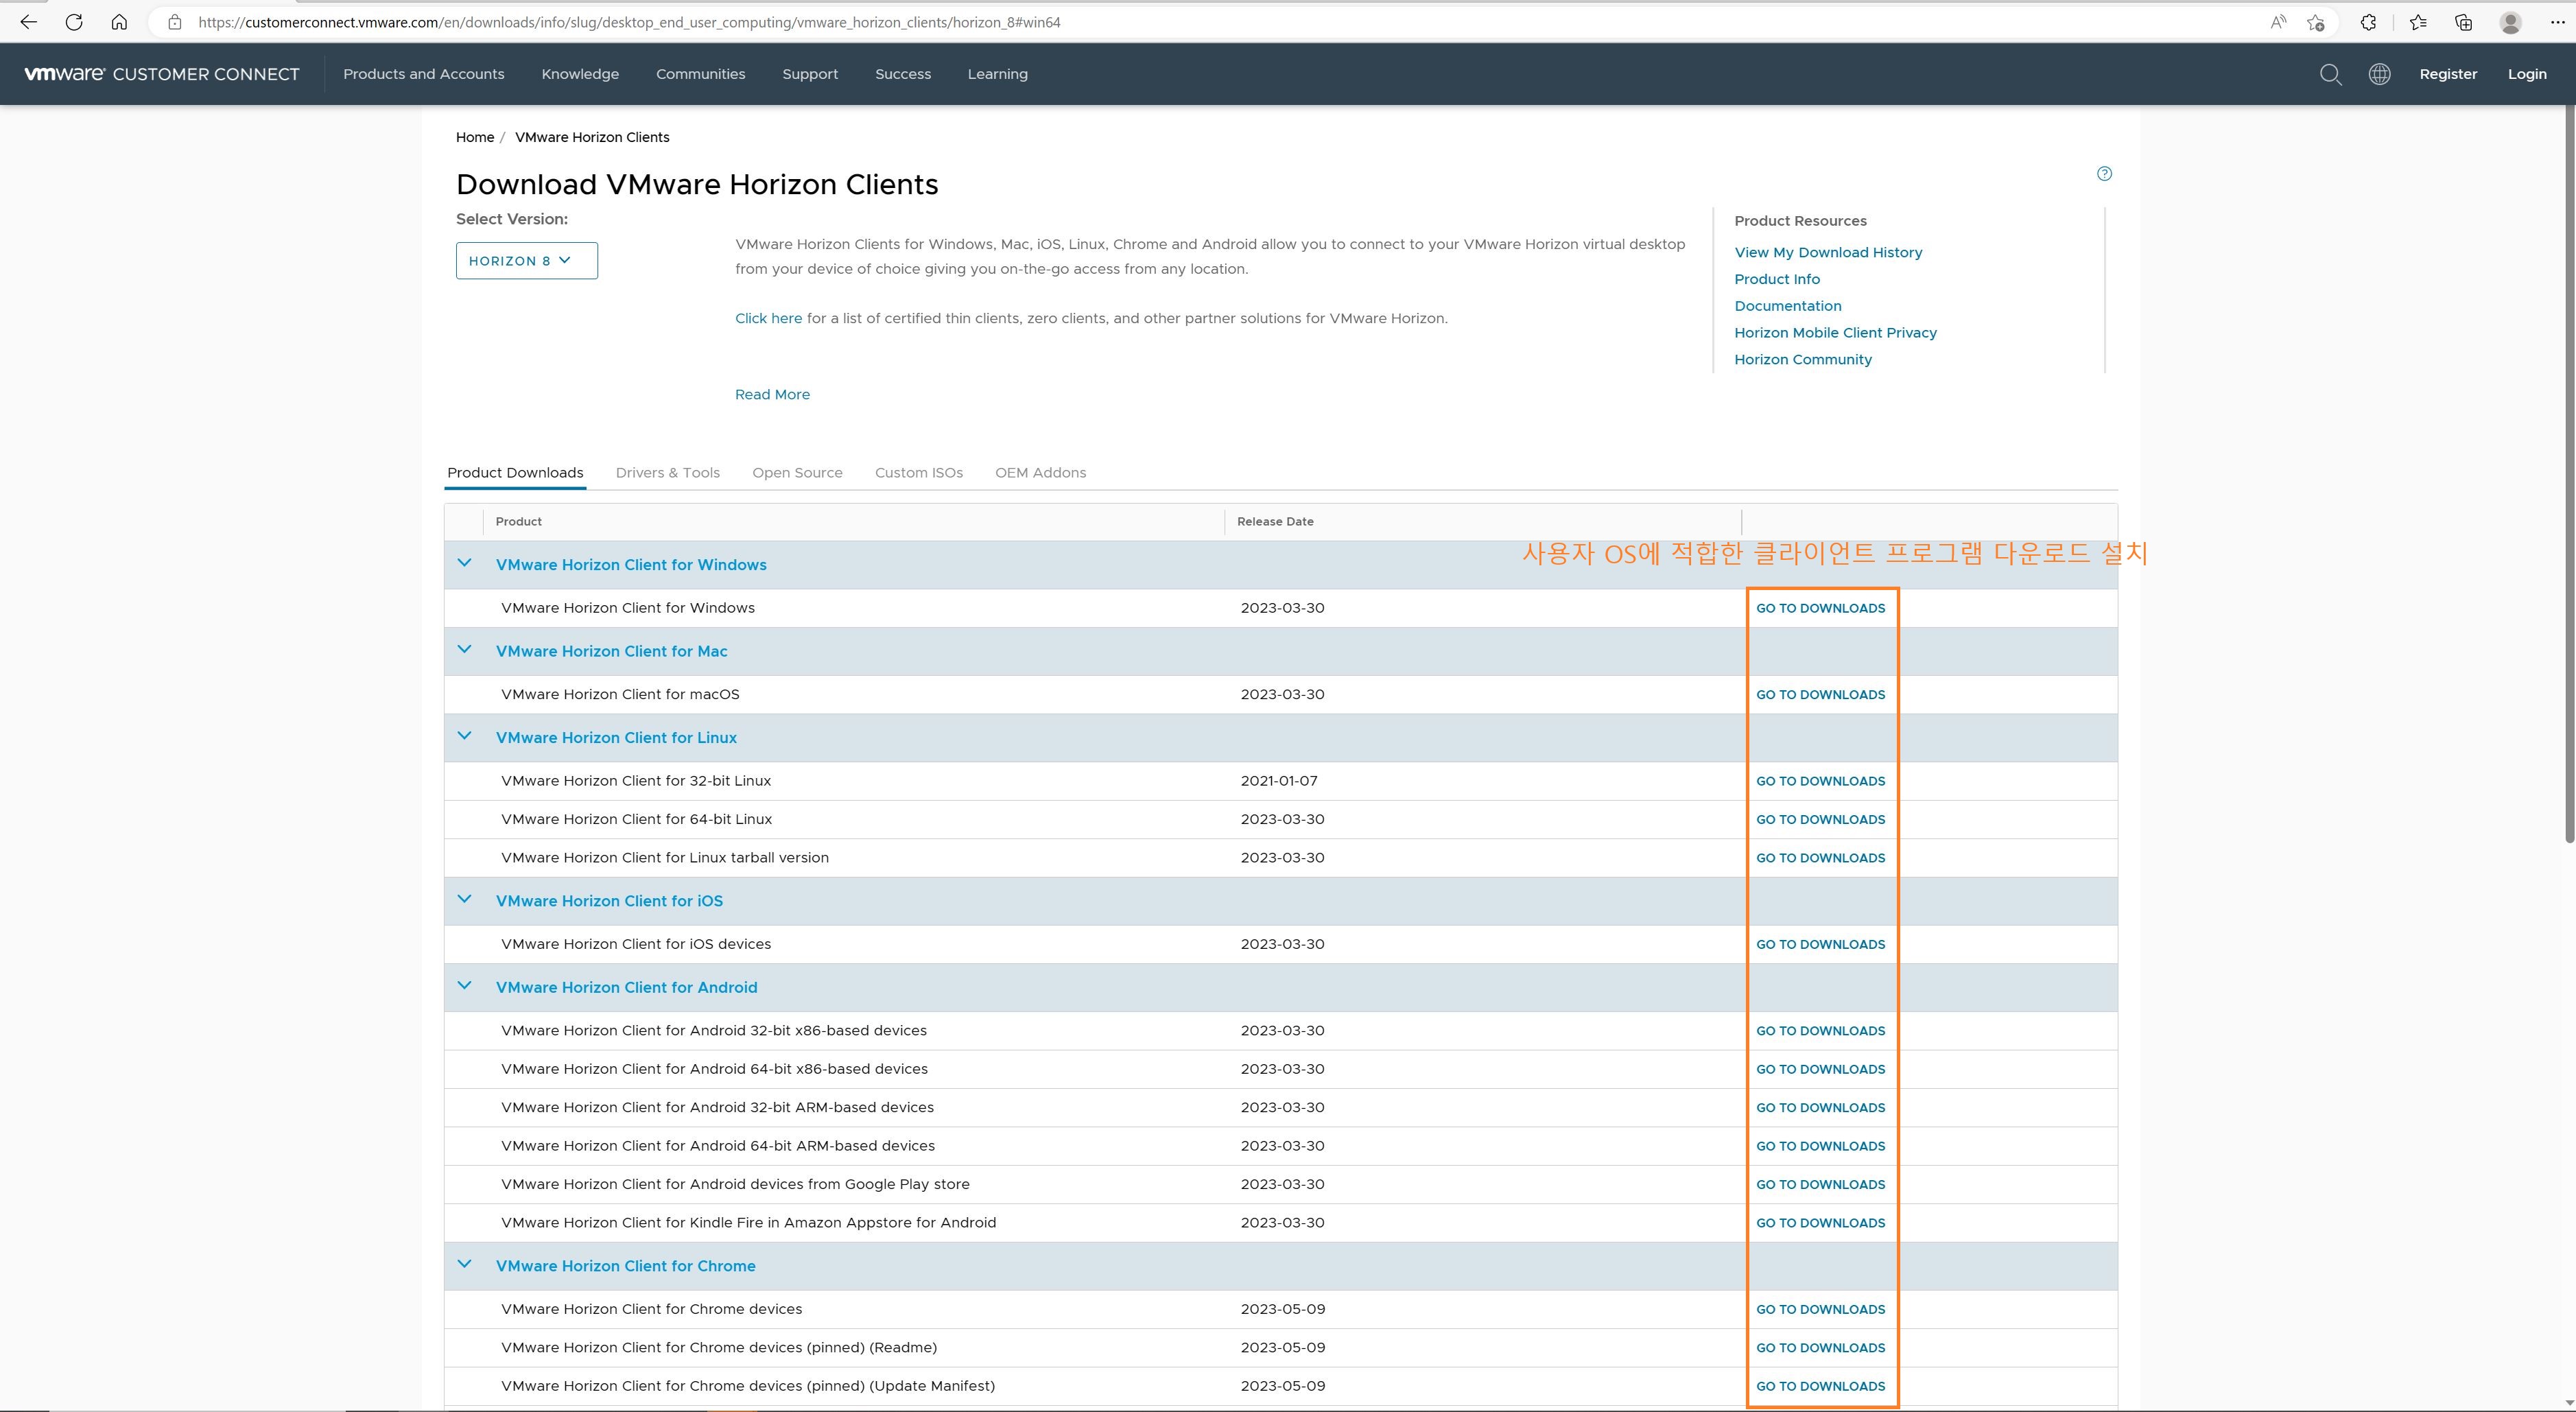 https://customerconnect.vmware.com/en/downloads/info/slug/desktop_end_user_computing/vmware_horizon_clients/horizon_8#win64
vmware® CUSTOMER CONNECT Products and Accounts Knowledge Communities Support Success Learning Register Login
Home / VMware Horizon Clients
Download VMware Horizon Clients
Select Version:
HORIZON 8
VMware Horizon Clients for Windows, Mac, iOS, Linux, Chrome and Android allow you to connect to your VMware Horizon virtual desktop
from your device of choice giving you on-the-go access from any location.
Click here for a list of certified thin clients, zero clients, and other partner solutions for VMware Horizon.
Read More
Product Resources
View My Download History
Product Info
Documentation
Horizon Mobile Client Privacy
Horizon Community
Product Downloads Drivers & Tools Open Source Custom ISOs OEM Addons
Product Release Date
사용자 OS에 적합한 클라이언트 프로그램 다운로드 설치
VMware Horizon Client for Windows
VMware Horizon Client for Windows 2023-03-30 GO TO DOWNLOADS
VMware Horizon Client for Mac
VMware Horizon Client for macOS 2023-03-30 GO TO DOWNLOADS
VMware Horizon Client for Linux
VMware Horizon Client for 32-bit Linux 2021-01-07 GO TO DOWNLOADS
VMware Horizon Client for 64-bit Linux 2023-03-30 GO TO DOWNLOADS
VMware Horizon Client for Linux tarball version 2023-03-30 GO TO DOWNLOADS
VMware Horizon Client for iOS
VMware Horizon Client for iOS devices 2023-03-30 GO TO DOWNLOADS
VMware Horizon Client for Android
VMware Horizon Client for Android 32-bit x86-based devices 2023-03-30 GO TO DOWNLOADS
VMware Horizon Client for Android 64-bit x86-based devices 2023-03-30 GO TO DOWNLOADS
VMware Horizon Client for Android 32-bit ARM-based devices 2023-03-30 GO TO DOWNLOADS
VMware Horizon Client for Android 64-bit ARM-based devices 2023-03-30 GO TO DOWNLOADS
VMware Horizon Client for Android devices from Google Play store 2023-03-30 GO TO DOWNLOADS
VMware Horizon Client for Kindle Fire in Amazon Appstore for Android 2023-03-30 GO TO DOWNLOADS
VMware Horizon Client for Chrome
VMware Horizon Client for Chrome devices 2023-05-09 GO TO DOWNLOADS
VMware Horizon Client for Chrome devices (pinned) (Readme) 2023-05-09 GO TO DOWNLOADS
VMware Horizon Client for Chrome devices (pinned) (Update Manifest) 2023-05-09 GO TO DOWNLOADS